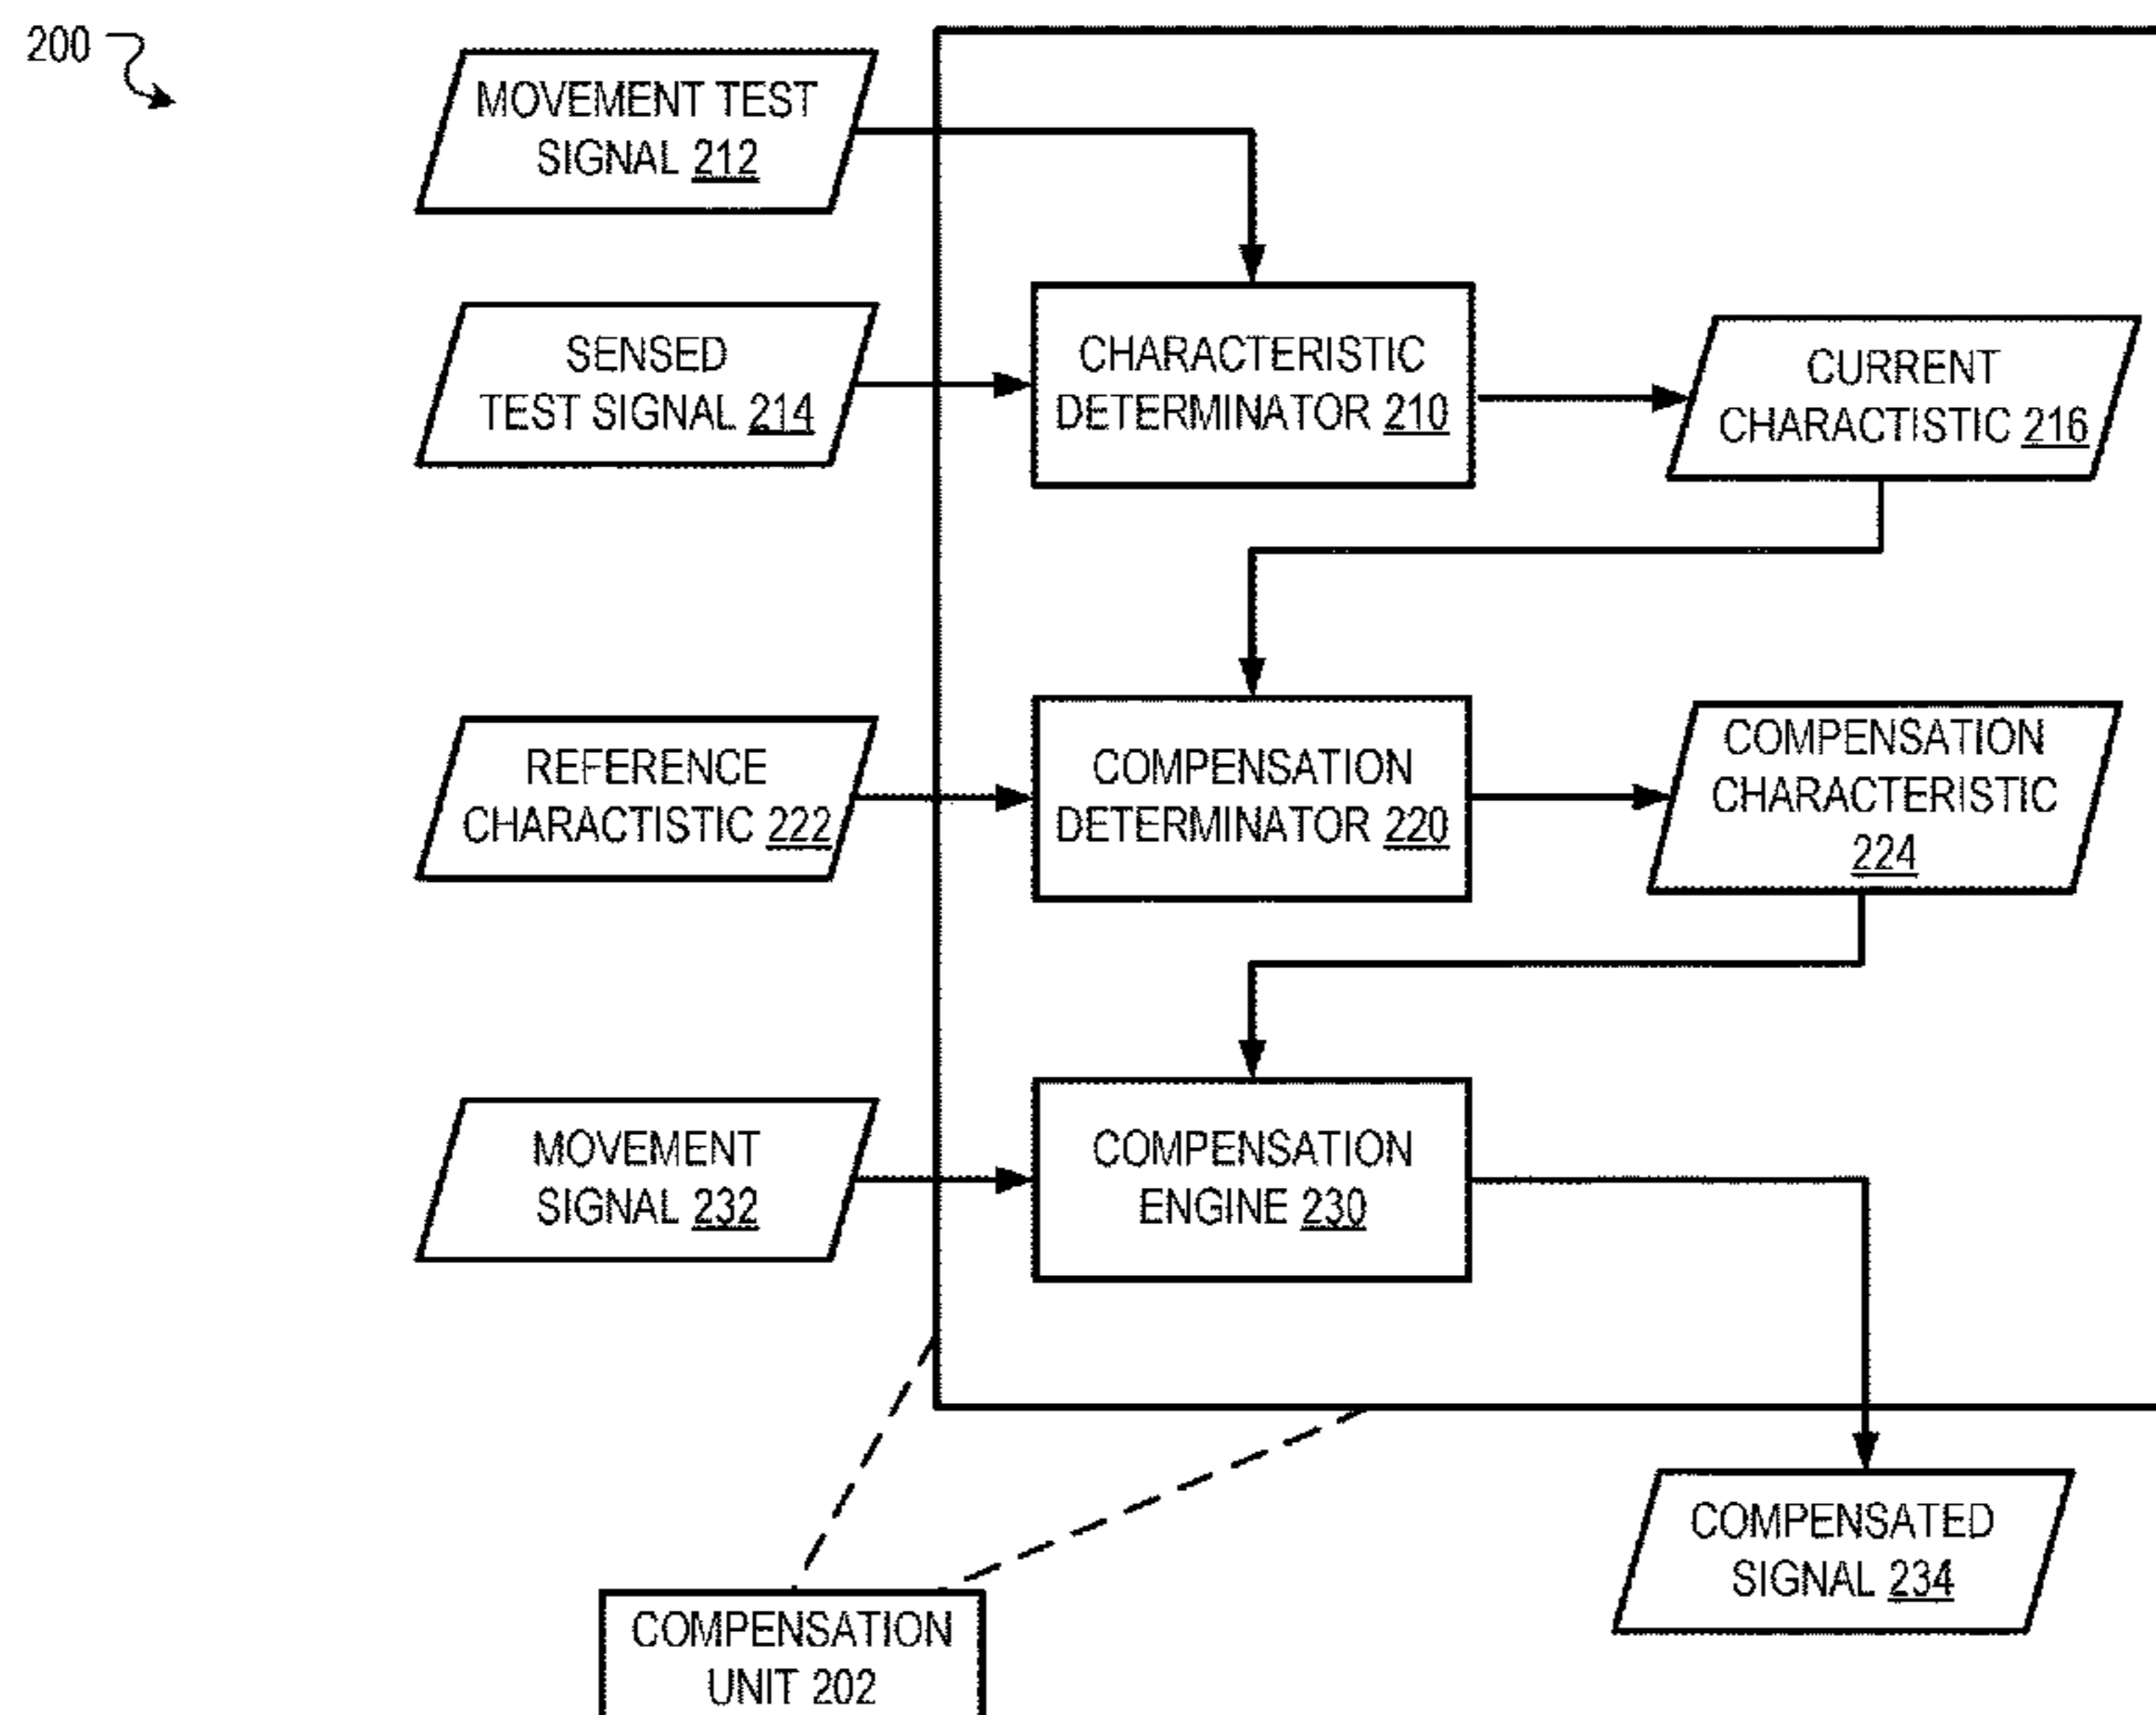 200
MOVEMENT TEST
SIGNAL 212
SENSED
TEST SIGNAL 214
CHARACTERISTIC
DETERMINATOR 210
CURRENT
CHARACTISTIC 216
REFERENCE
CHARACTISTIC 222
COMPENSATION
DETERMINATOR 220
COMPENSATION
CHARACTERISTIC
224
MOVEMENT
SIGNAL 232
COMPENSATION
ENGINE 230
COMPENSATED
SIGNAL 234
COMPENSATION
UNIT 202